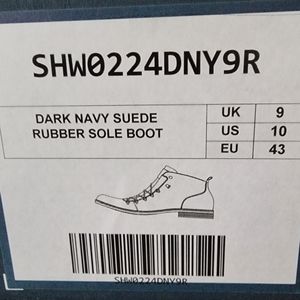 SHW0224DNY9R
DARK NAVY SUEDE
RUBBER SOLE BOOT
UK 9
US 10
EU 43
SHW0224DNY9R